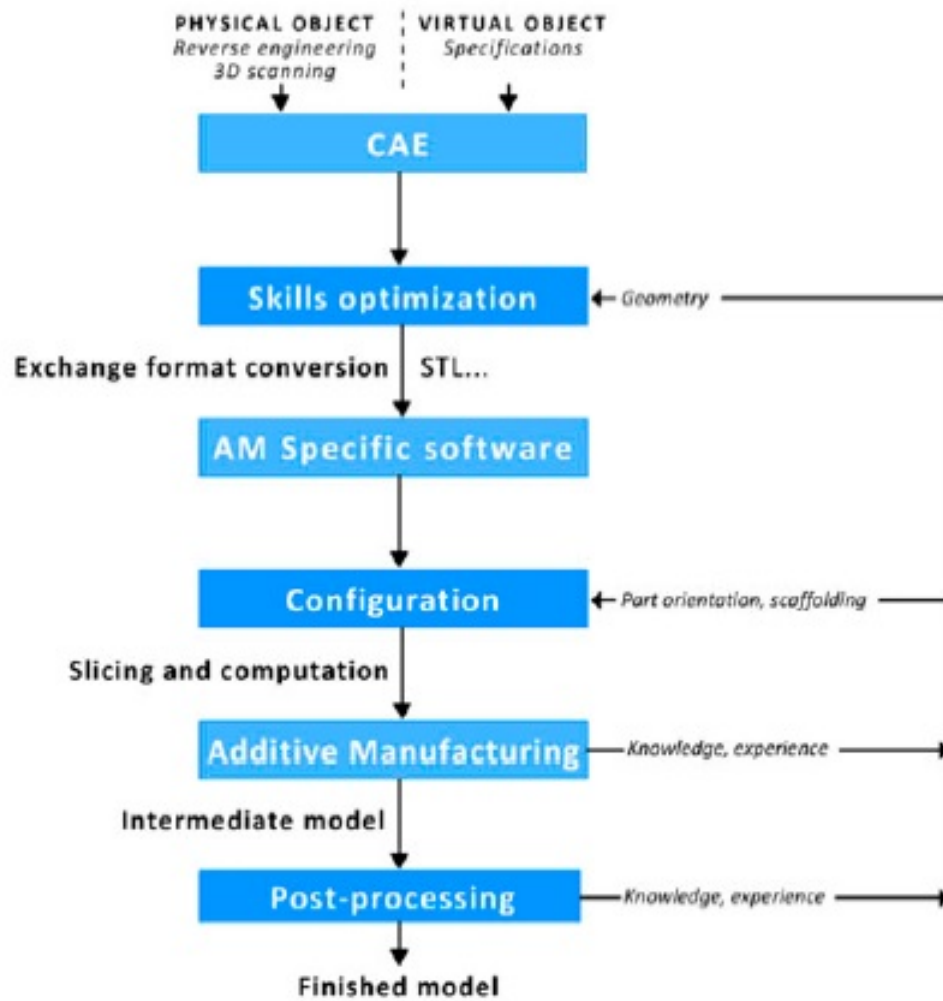 PHYSICAL OBJECT
Reverse engineering
3D scanning
VIRTUAL OBJECT
Specifications
CAE
Skills optimization
Geometry
Exchange format conversion
STL...
AM Specific software
Configuration
Part orientation, scaffolding
Slicing and computation
Additive Manufacturing
Knowledge, experience
Intermediate model
Post-processing
Knowledge, experience
Finished model